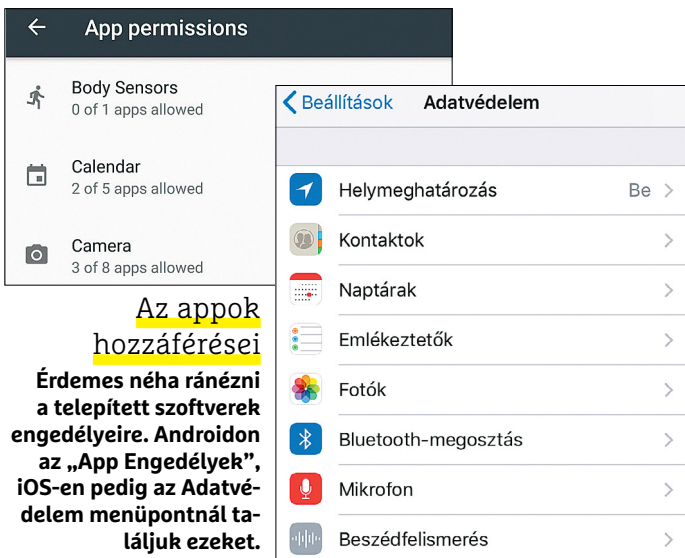 App permissions
Body Sensors
0 of 1 apps allowed
Calendar
2 of 5 apps allowed
Camera
3 of 8 apps allowed
Beállítások Adatvédelem
Helymeghatározás Be
Kontaktok
Naptárak
Emlékeztetők
Fotók
Bluetooth-megosztás
Mikrofon
Beszédfelismerés
Az appok
hozzáférései
Érdemes néha ránézni
a telepített szoftverek
engedélyeire. Androidon
az „App Engedélyek”,
iOS-en pedig az Adatvé-
delem menüpontnál ta-
láljuk ezeket.